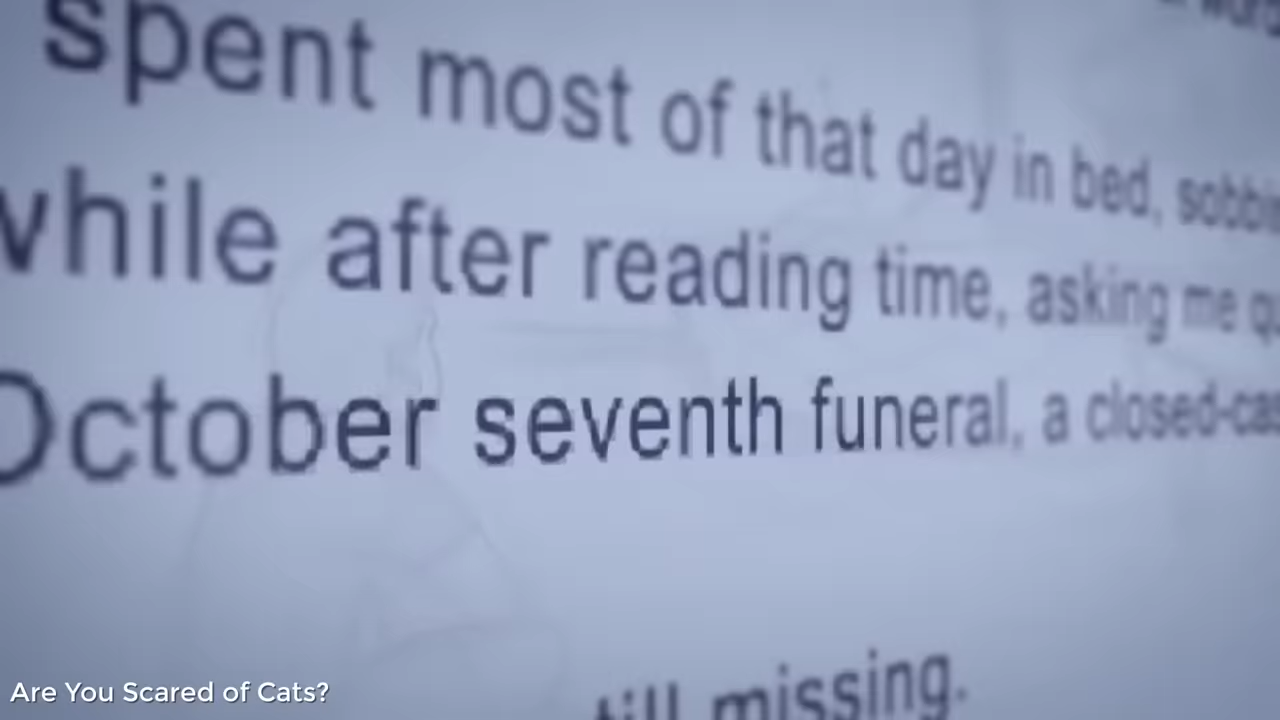 spent most of that day in bed,
while after reading time, asking me
October seventh funeral, a
missing.
Are You Scared of Cats?